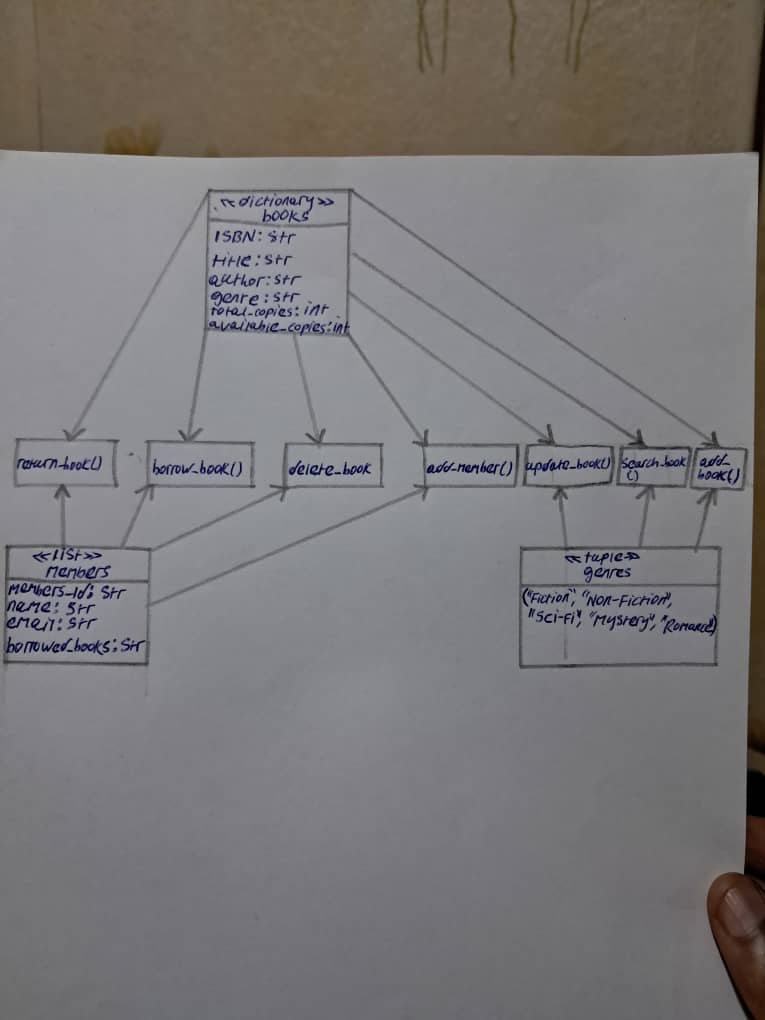 <<dictionary>>
books
ISBN: str
title: str
author: str
genre: str
total_copies: int
available_copies: int
return_book()
borrow_book()
delete_book
add_member()
update_book()
search_book
()
add_
book()
<<list>>
members
members_Id: Str
name: Str
email: Str
borrowed_books: Str
<<tuple>>
genres
("Fiction", "Non-Fiction",
"Sci-Fi", "Mystery", "Romance")